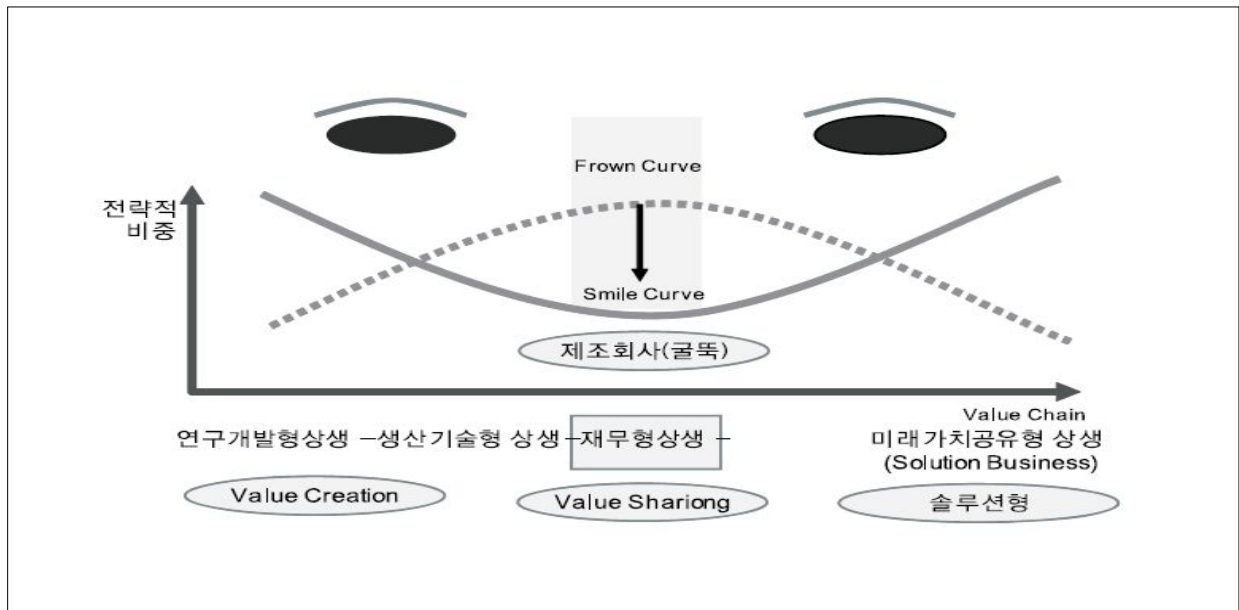 Frown Curve
전략적
비중
Smile Curve
제조회사(굴뚝)
Value Chain
연구개발형상생 –생산기술형 상생–재무형상생 – 미래가치공유형 상생
(Solution Business)
Value Creation Value Shariong 솔루션형